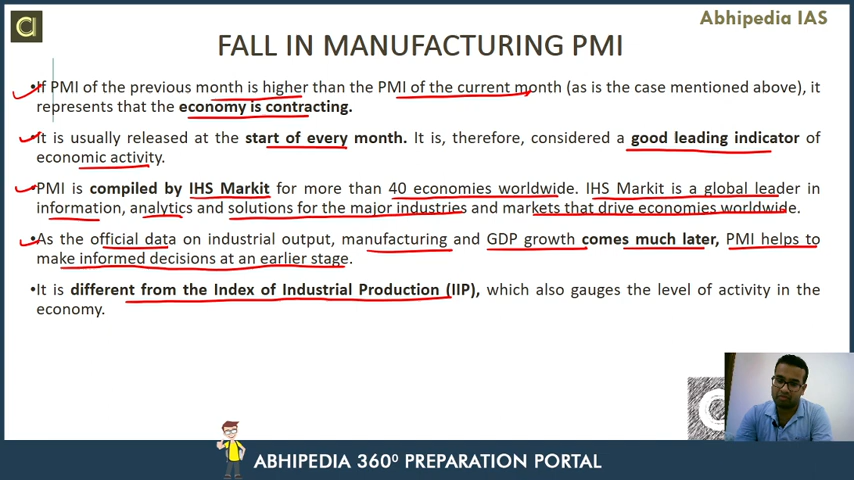 Abhipedia IAS
FALL IN MANUFACTURING PMI
•If PMI of the previous month is higher than the PMI of the current month (as is the case mentioned above), it
represents that the economy is contracting.
•It is usually released at the start of every month. It is, therefore, considered a good leading indicator of
economic activity.
•PMI is compiled by IHS Markit for more than 40 economies worldwide. IHS Markit is a global leader in
information, analytics and solutions for the major industries and markets that drive economies worldwide.
•As the official data on industrial output, manufacturing and GDP growth comes much later, PMI helps to
make informed decisions at an earlier stage.
•It is different from the Index of Industrial Production (IIP), which also gauges the level of activity in the
economy.
ABHIPEDIA 360⁰ PREPARATION PORTAL